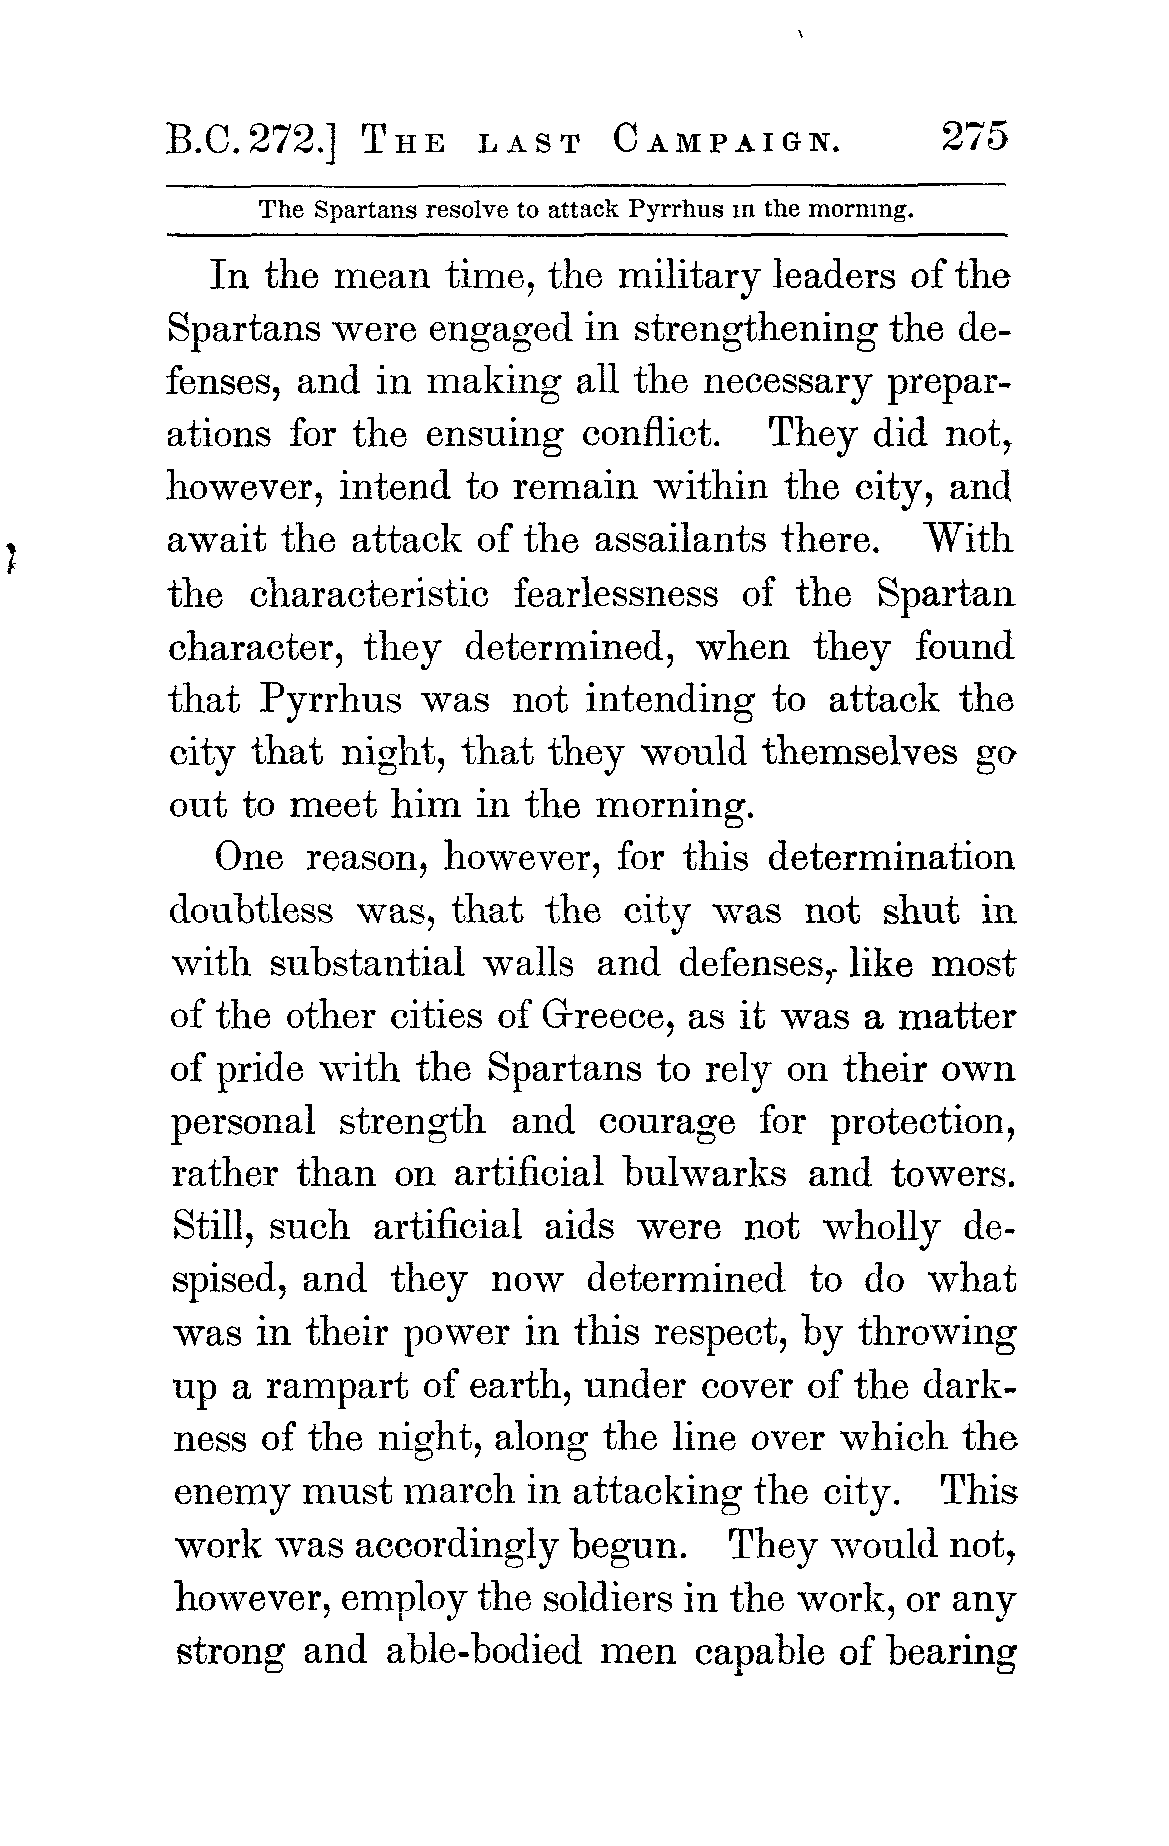 B.C. 272.] THE LAST CAMPAIGN. 275
The Spartans resolve to attack Pyrrhus in the morning.
In the mean time, the military leaders of the
Spartans were engaged in strengthening the de-
fenses, and in making all the necessary prepar-
ations for the ensuing conflict. They did not,
however, intend to remain within the city, and
await the attack of the assailants there. With
the characteristic fearlessness of the Spartan
character, they determined, when they found
that Pyrrhus was not intending to attack the
city that night, that they would themselves go
out to meet him in the morning.
One reason, however, for this determination
doubtless was, that the city was not shut in
with substantial walls and defenses, like most
of the other cities of Greece, as it was a matter
of pride with the Spartans to rely on their own
personal strength and courage for protection,
rather than on artificial bulwarks and towers.
Still, such artificial aids were not wholly de-
spised, and they now determined to do what
was in their power in this respect, by throwing
up a rampart of earth, under cover of the dark-
ness of the night, along the line over which the
enemy must march in attacking the city. This
work was accordingly begun. They would not,
however, employ the soldiers in the work, or any
strong and able-bodied men capable of bearing